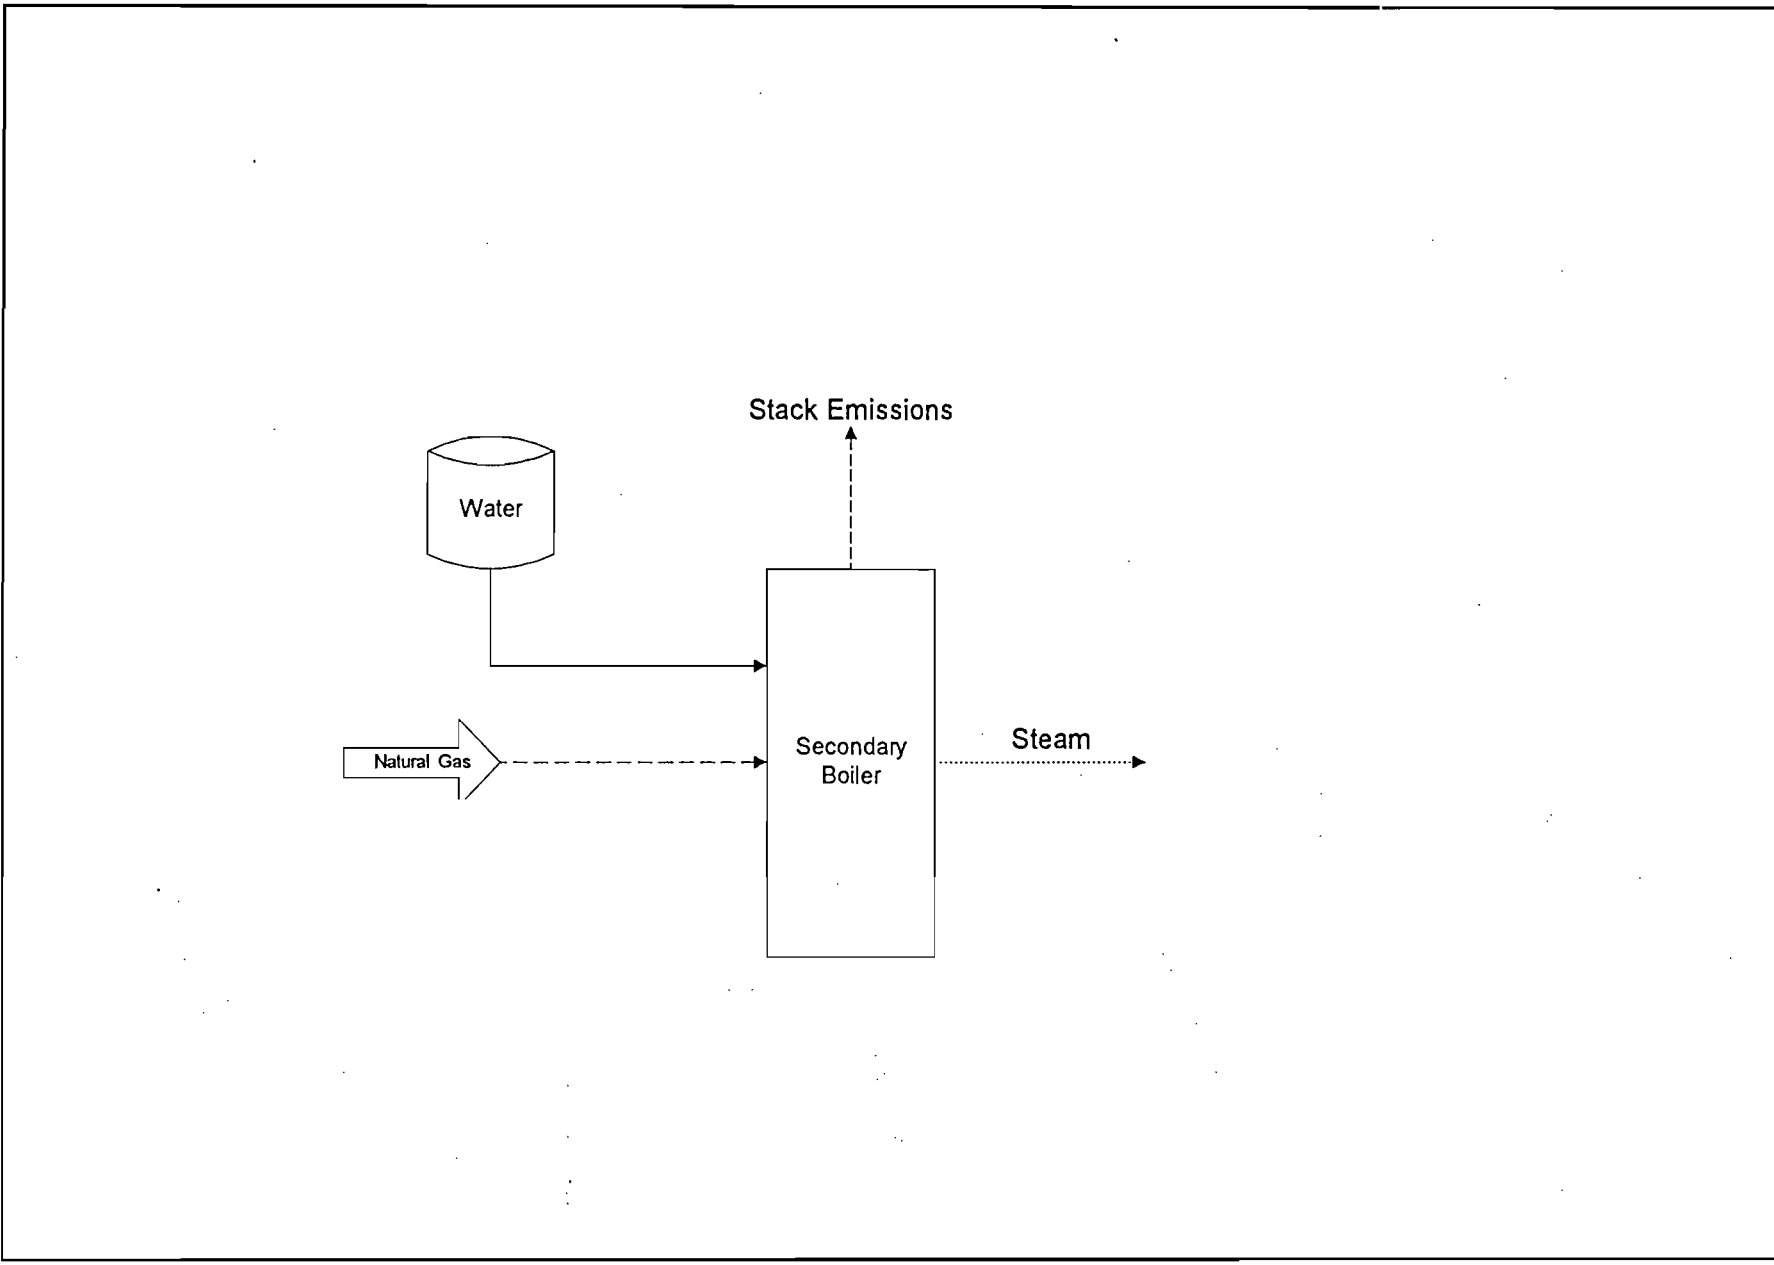 Stack Emissions
Water
Natural Gas
Secondary
Boiler
Steam